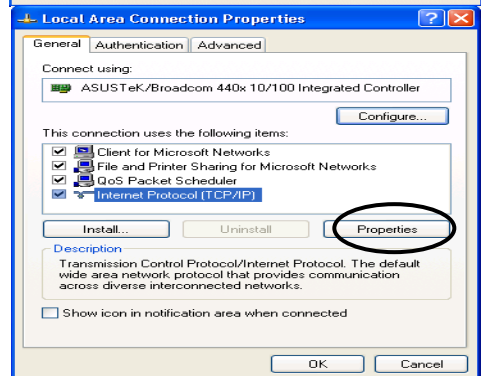 Local Area Connection Properties
General Authentication Advanced
Connect using:
ASUSTeK/Broadcom 440x 10/100 Integrated Controller
Configure...
This connection uses the following items:
Client for Microsoft Networks
File and Printer Sharing for Microsoft Networks
QoS Packet Scheduler
Internet Protocol (TCP/IP)
Install... Uninstall Properties
Description
Transmission Control Protocol/Internet Protocol. The default
wide area network protocol that provides communication
across diverse interconnected networks.
Show icon in notification area when connected
OK Cancel